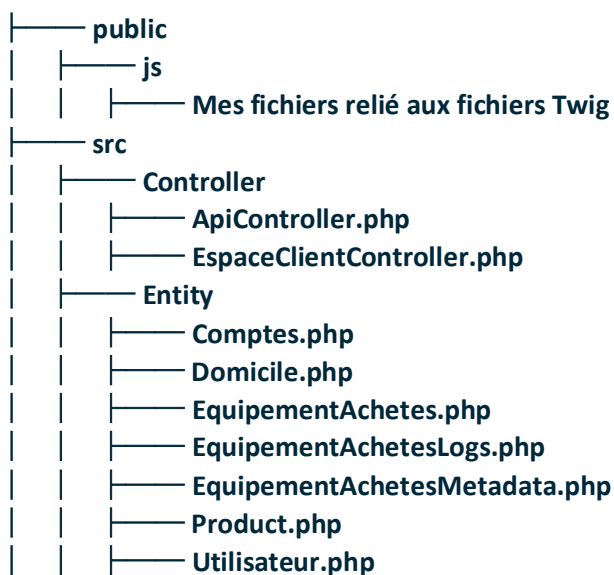 public
js
Mes fichiers relié aux fichiers Twig
src
Controller
ApiController.php
EspaceClientController.php
Entity
Comptes.php
Domicile.php
EquipementAchetes.php
EquipementAchetesLogs.php
EquipementAchetesMetadata.php
Product.php
Utilisateur.php